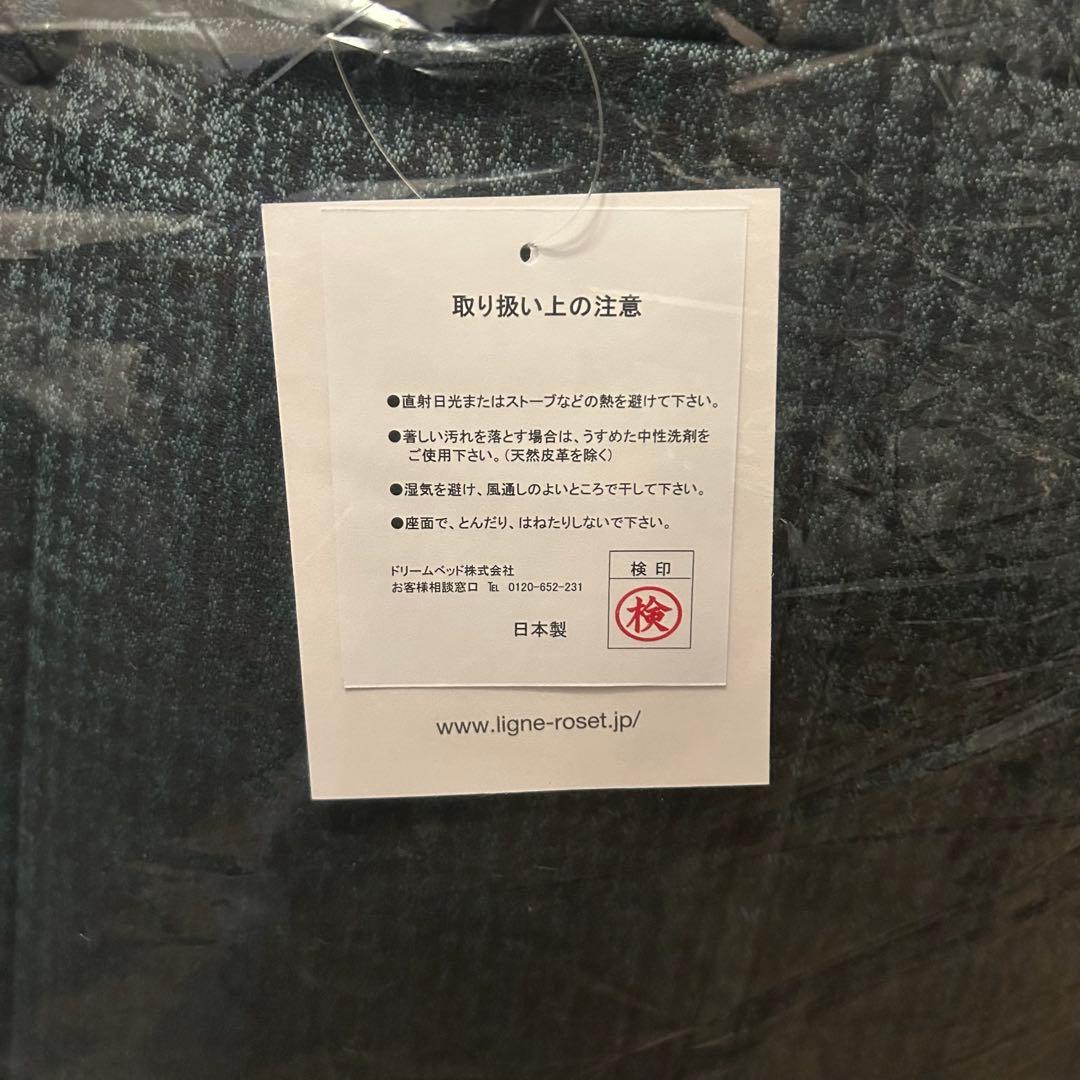 取り扱い上の注意
●直射日光またはストーブなどの熱を避けて下さい。
●著しい汚れを落とす場合は、うすめた中性洗剤を
ご使用下さい。(天然皮革を除く)
●湿気を避け、風通しのよいところで干して下さい。
●座面で、とんだり、はねたりしないで下さい。
ドリームベッド株式会社
お客様相談窓口 ℡ 0120-652-231
検印
検
日本製
www.ligne-roset.jp/